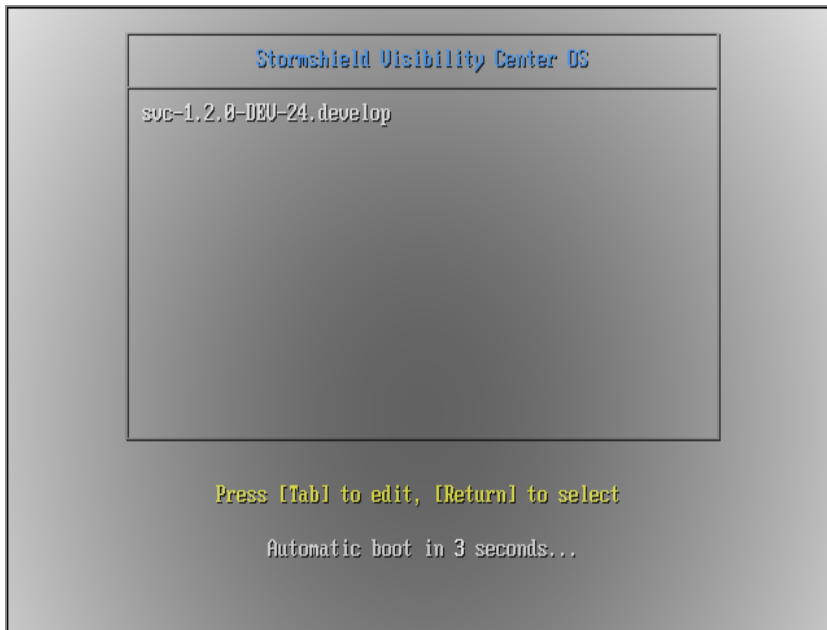 Stormshield Visibility Center OS
svc-1.2.0-DEV-24.develop
Press [Tab] to edit, [Return] to select
Automatic boot in 3 seconds...